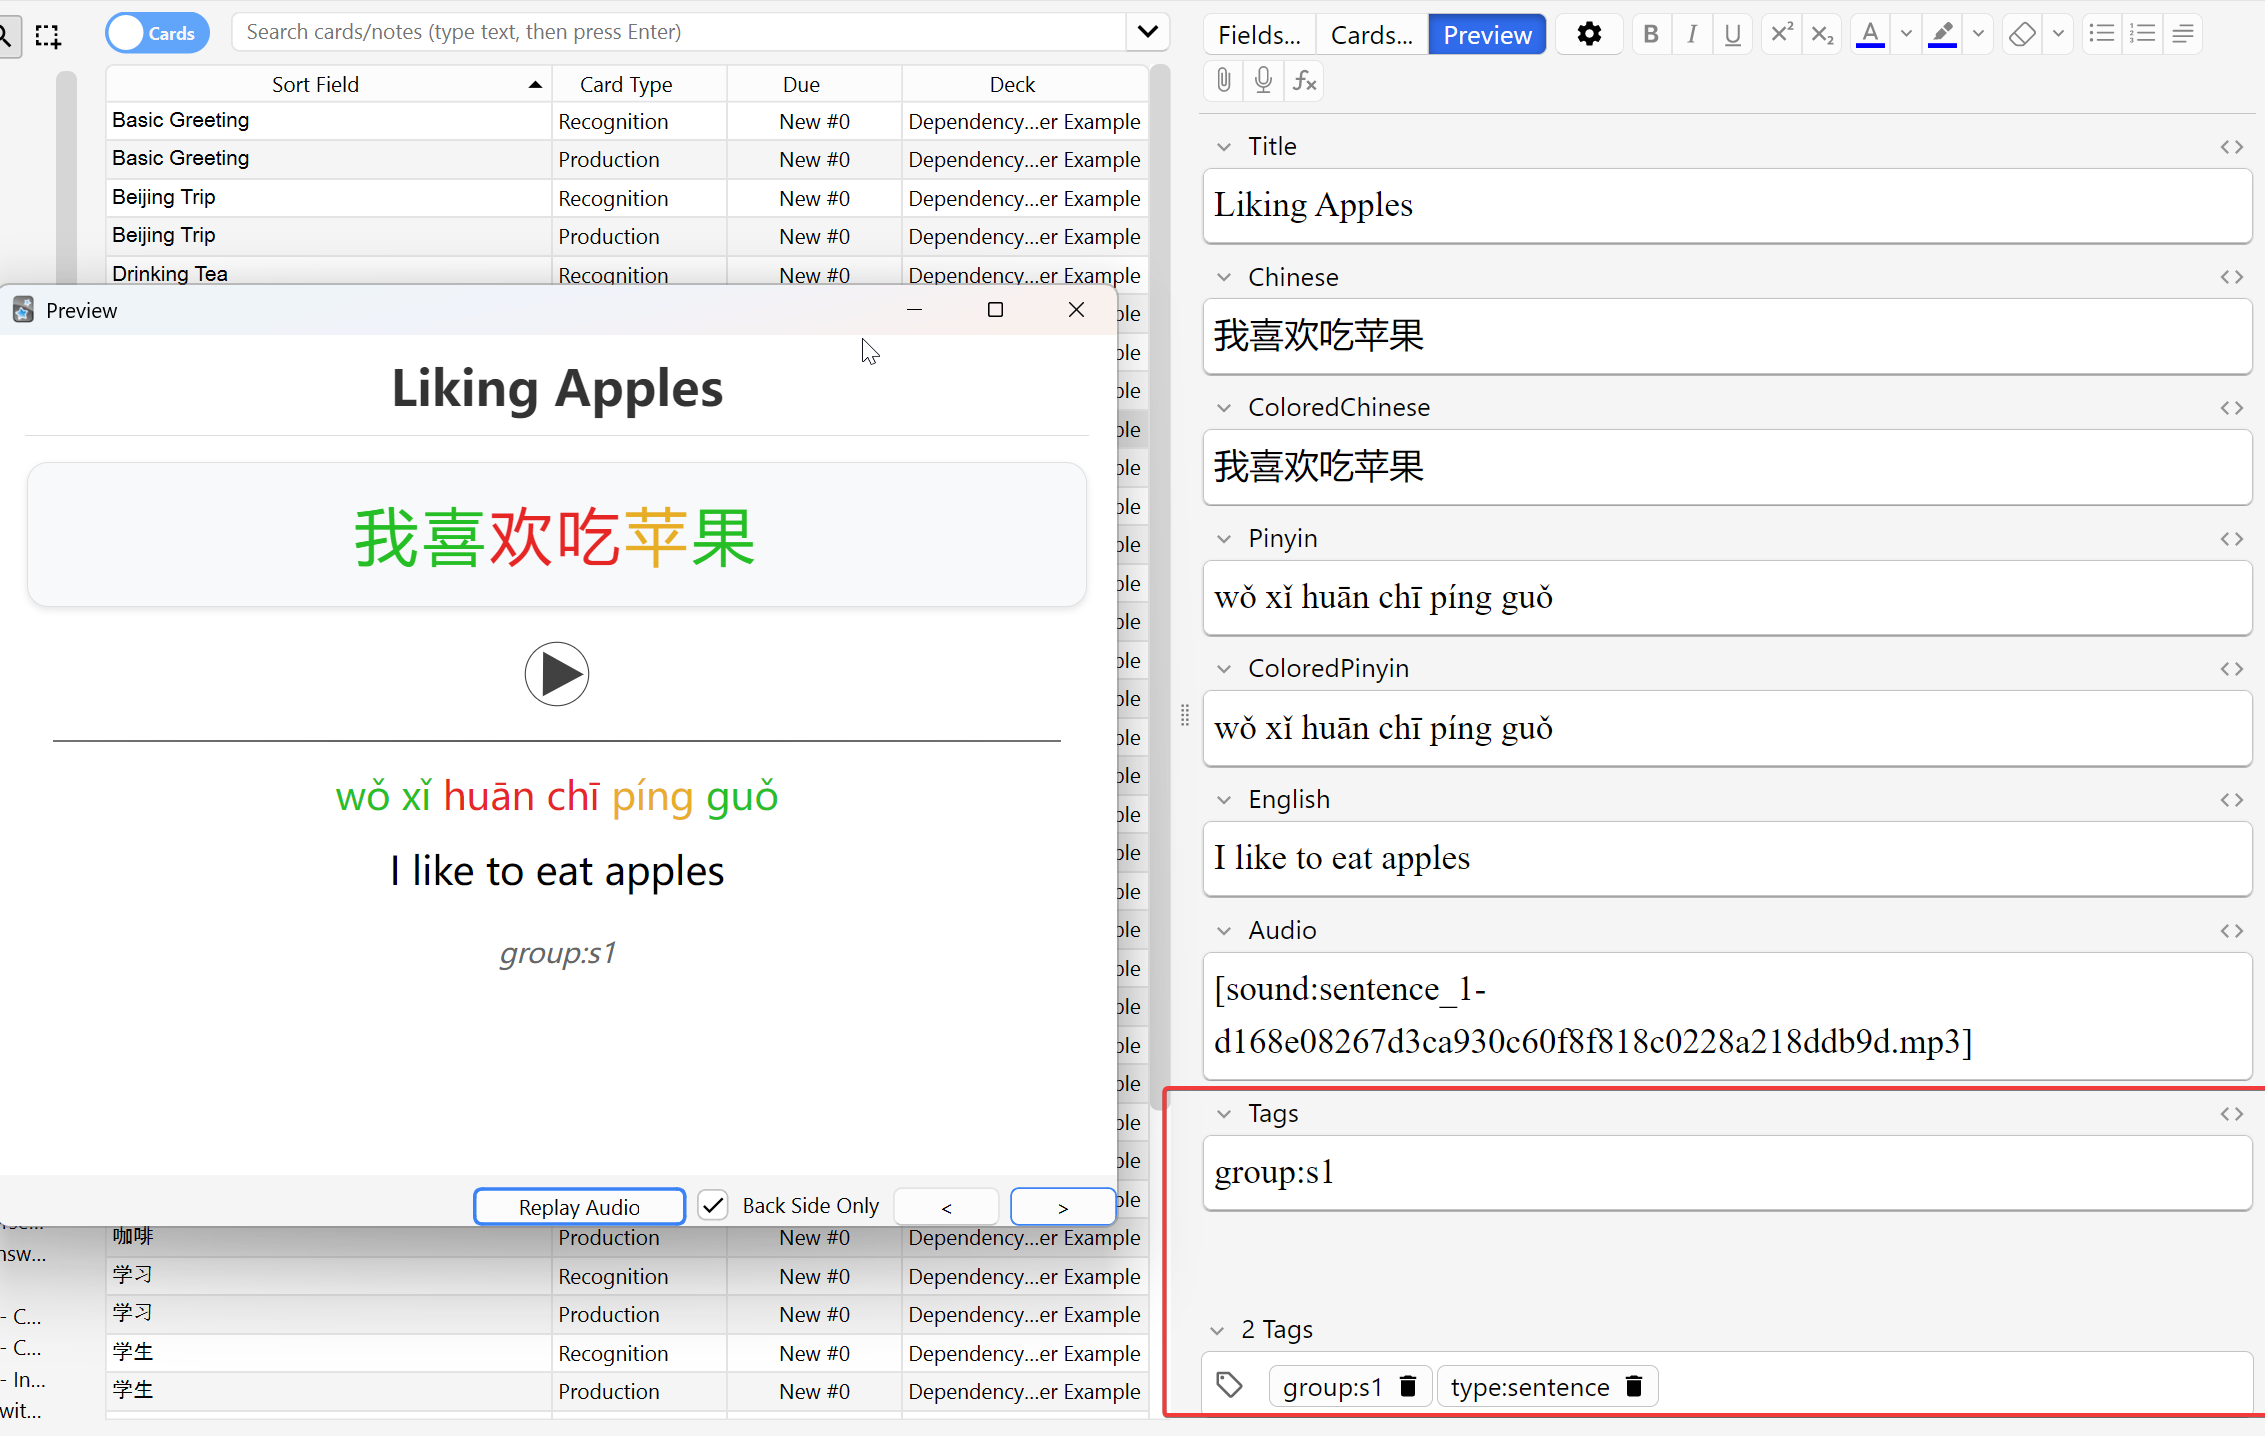 Cards
Search cards/notes (type text, then press Enter)
Sort Field Card Type Due Deck
Basic Greeting Recognition New #0 Dependency...er Example
Basic Greeting Production New #0 Dependency...er Example
Beijing Trip Recognition New #0 Dependency...er Example
Beijing Trip Production New #0 Dependency...er Example
Drinking Tea Recognition New #0 Dependency...er Example
Preview
Liking Apples
我喜欢吃苹果
wǒ xǐ huān chī píng guǒ
I like to eat apples
group:s1
Replay Audio Back Side Only < >
咖啡 Production New #0 Dependency...er Example
学习 Recognition New #0 Dependency...er Example
学习 Production New #0 Dependency...er Example
学生 Recognition New #0 Dependency...er Example
学生 Production New #0 Dependency...er Example
- C...
- C...
- In...
Fields... Cards... Preview B I U x² x₂ A
fx
Title
Liking Apples
Chinese
我喜欢吃苹果
ColoredChinese
我喜欢吃苹果
Pinyin
wǒ xǐ huān chī píng guǒ
ColoredPinyin
wǒ xǐ huān chī píng guǒ
English
I like to eat apples
Audio
[sound:sentence_1-
d168e08267d3ca930c60f8f818c0228a218ddb9d.mp3]
Tags
group:s1
2 Tags
group:s1 type:sentence